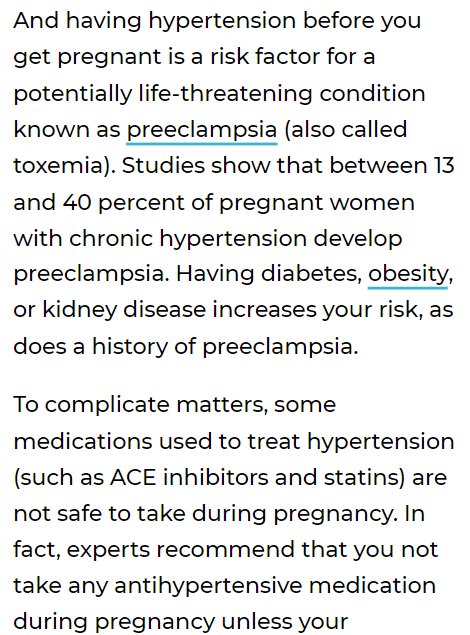 And having hypertension before you
get pregnant is a risk factor for a
potentially life-threatening condition
known as preeclampsia (also called
toxemia). Studies show that between 13
and 40 percent of pregnant women
with chronic hypertension develop
preeclampsia. Having diabetes, obesity,
or kidney disease increases your risk, as
does a history of preeclampsia.
To complicate matters, some
medications used to treat hypertension
(such as ACE inhibitors and statins) are
not safe to take during pregnancy. In
fact, experts recommend that you not
take any antihypertensive medication
during pregnancy unless your